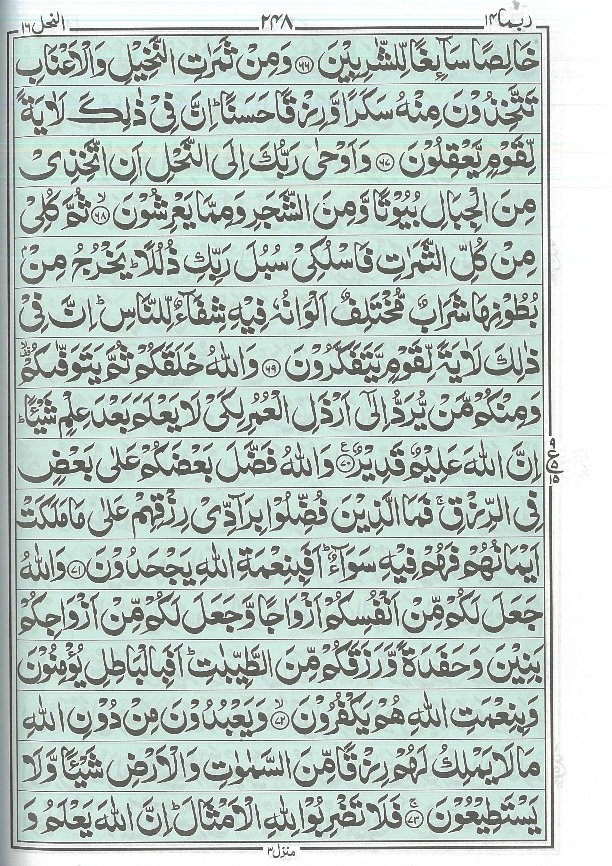 ربما ١٤ ٢٤٨ النحل ١٦
خَالِصًا سَآئِغًا لِّلشّٰرِبِيْنَ ﴿٦٦﴾ وَمِنْ ثَمَرٰتِ النَّخِيْلِ وَالْاَعْنَابِ
تَتَّخِذُوْنَ مِنْهُ سَكَرًا وَّرِزْقًا حَسَنًا ؕ اِنَّ فِيْ ذٰلِكَ لَاٰيَةً
لِّقَوْمٍ يَّعْقِلُوْنَ ﴿٦٧﴾ وَاَوْحٰى رَبُّكَ اِلَى النَّحْلِ اَنِ اتَّخِذِىْ
مِنَ الْجِبَالِ بُيُوْتًا وَّمِنَ الشَّجَرِ وَمِمَّا يَعْرِشُوْنَ ﴿٦٨﴾ۙ ثُمَّ كُلِىْ
مِنْ كُلِّ الثَّمَرٰتِ فَاسْلُكِىْ سُبُلَ رَبِّكِ ذُلُلًا ؕ يَخْرُجُ مِنْۢ
بُطُوْنِهَا شَرَابٌ مُّخْتَلِفٌ اَلْوَانُهٗ فِيْهِ شِفَآءٌ لِّلنَّاسِ ؕ اِنَّ فِىْ
ذٰلِكَ لَاٰيَةً لِّقَوْمٍ يَّتَفَكَّرُوْنَ ﴿٦٩﴾ وَاللّٰهُ خَلَقَكُمْ ثُمَّ يَتَوَفّٰىكُمْ
وَمِنْكُمْ مَّنْ يُّرَدُّ اِلٰٓى اَرْذَلِ الْعُمُرِ لِكَىْ لَا يَعْلَمَ بَعْدَ عِلْمٍ شَيْـًٔا ؕ
اِنَّ اللّٰهَ عَلِيْمٌ قَدِيْرٌ ﴿٧٠﴾ وَاللّٰهُ فَضَّلَ بَعْضَكُمْ عَلٰى بَعْضٍ
٩ ع ٥ ١٥
فِى الرِّزْقِ ۚ فَمَا الَّذِيْنَ فُضِّلُوْا بِرَآدِّىْ رِزْقِهِمْ عَلٰى مَا مَلَكَتْ
اَيْمَانُهُمْ فَهُمْ فِيْهِ سَوَآءٌ ؕ اَفَبِنِعْمَةِ اللّٰهِ يَجْحَدُوْنَ ﴿٧١﴾ وَاللّٰهُ
جَعَلَ لَكُمْ مِّنْ اَنْفُسِكُمْ اَزْوَاجًا وَّجَعَلَ لَكُمْ مِّنْ اَزْوَاجِكُمْ
بَنِيْنَ وَحَفَدَةً وَّرَزَقَكُمْ مِّنَ الطَّيِّبٰتِ ؕ اَفَبِالْبَاطِلِ يُؤْمِنُوْنَ
وَبِنِعْمَتِ اللّٰهِ هُمْ يَكْفُرُوْنَ ﴿٧٢﴾ۙ وَيَعْبُدُوْنَ مِنْ دُوْنِ اللّٰهِ
مَا لَا يَمْلِكُ لَهُمْ رِزْقًا مِّنَ السَّمٰوٰتِ وَالْاَرْضِ شَيْـًٔا وَّلَا
يَسْتَطِيْعُوْنَ ﴿٧٣﴾ۚ فَلَا تَضْرِبُوْا لِلّٰهِ الْاَمْثَالَ ؕ اِنَّ اللّٰهَ يَعْلَمُ وَ
منزل ٣